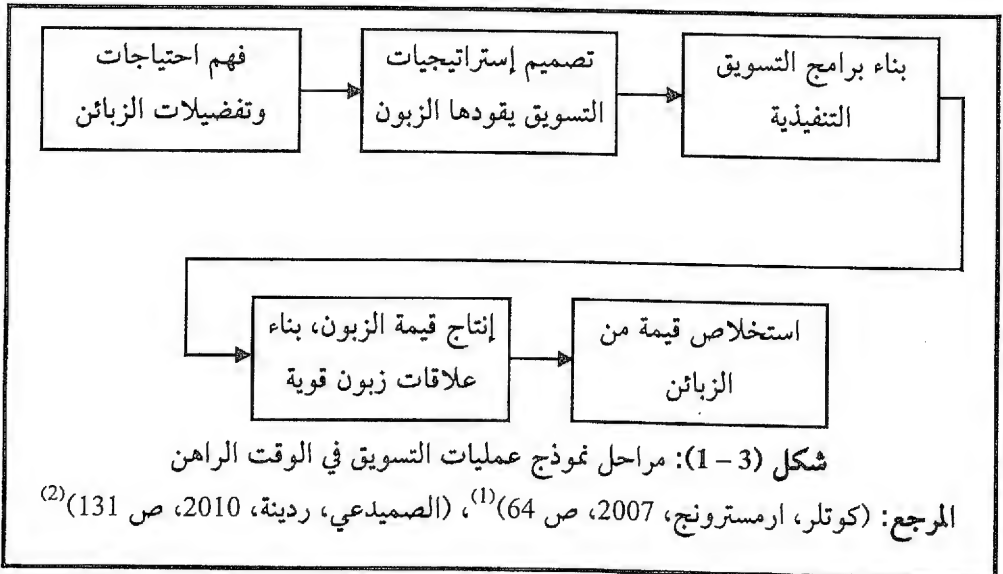 فهم احتياجات
وتفضيلات الزبائن
تصميم إستراتيجيات
التسويق يقودها الزبون
بناء برامج التسويق
التنفيذية
إنتاج قيمة الزبون، بناء
علاقات زبون قوية
استخلاص قيمة من
الزبائن
شكل (3 – 1): مراحل نموذج عمليات التسويق في الوقت الراهن
المرجع: (كوتلر، ارمسترونج، 2007، ص 64)(1)، (الصميدعي، ردينة، 2010، ص 131)(2)